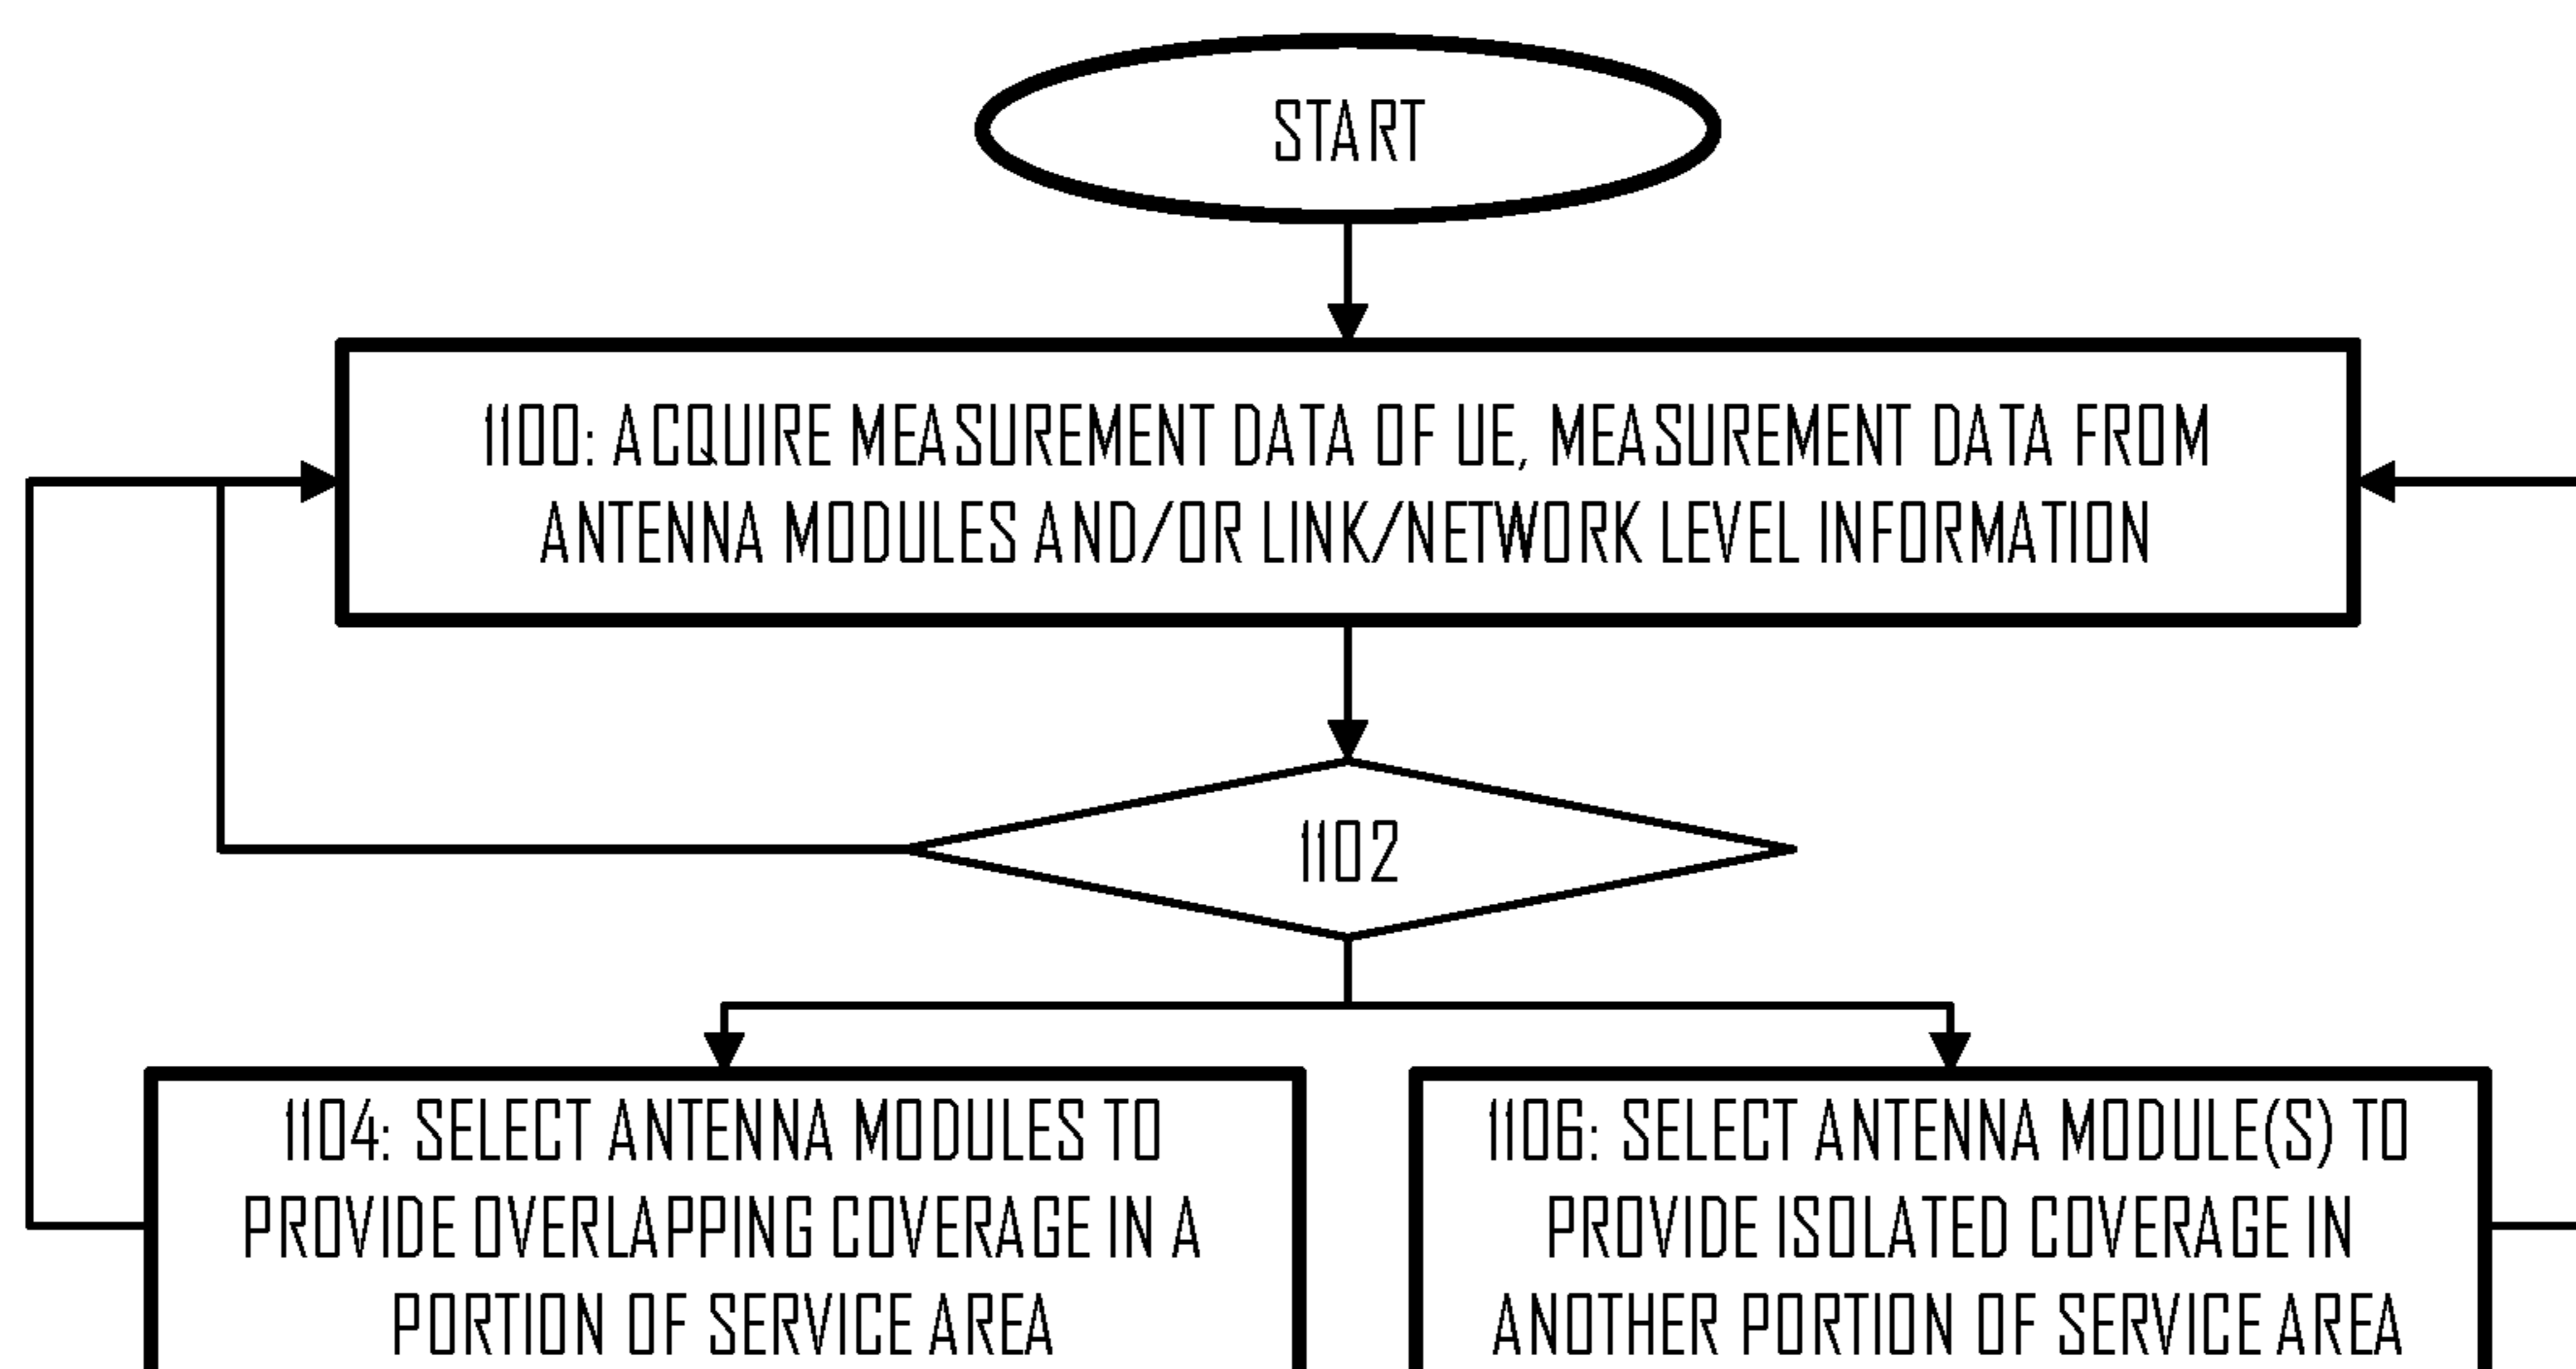 START
1100: ACQUIRE MEASUREMENT DATA OF UE, MEASUREMENT DATA FROM
ANTENNA MODULES AND/OR LINK/NETWORK LEVEL INFORMATION
1102
1104: SELECT ANTENNA MODULES TO
PROVIDE OVERLAPPING COVERAGE IN A
PORTION OF SERVICE AREA
1106: SELECT ANTENNA MODULE(S) TO
PROVIDE ISOLATED COVERAGE IN
ANOTHER PORTION OF SERVICE AREA